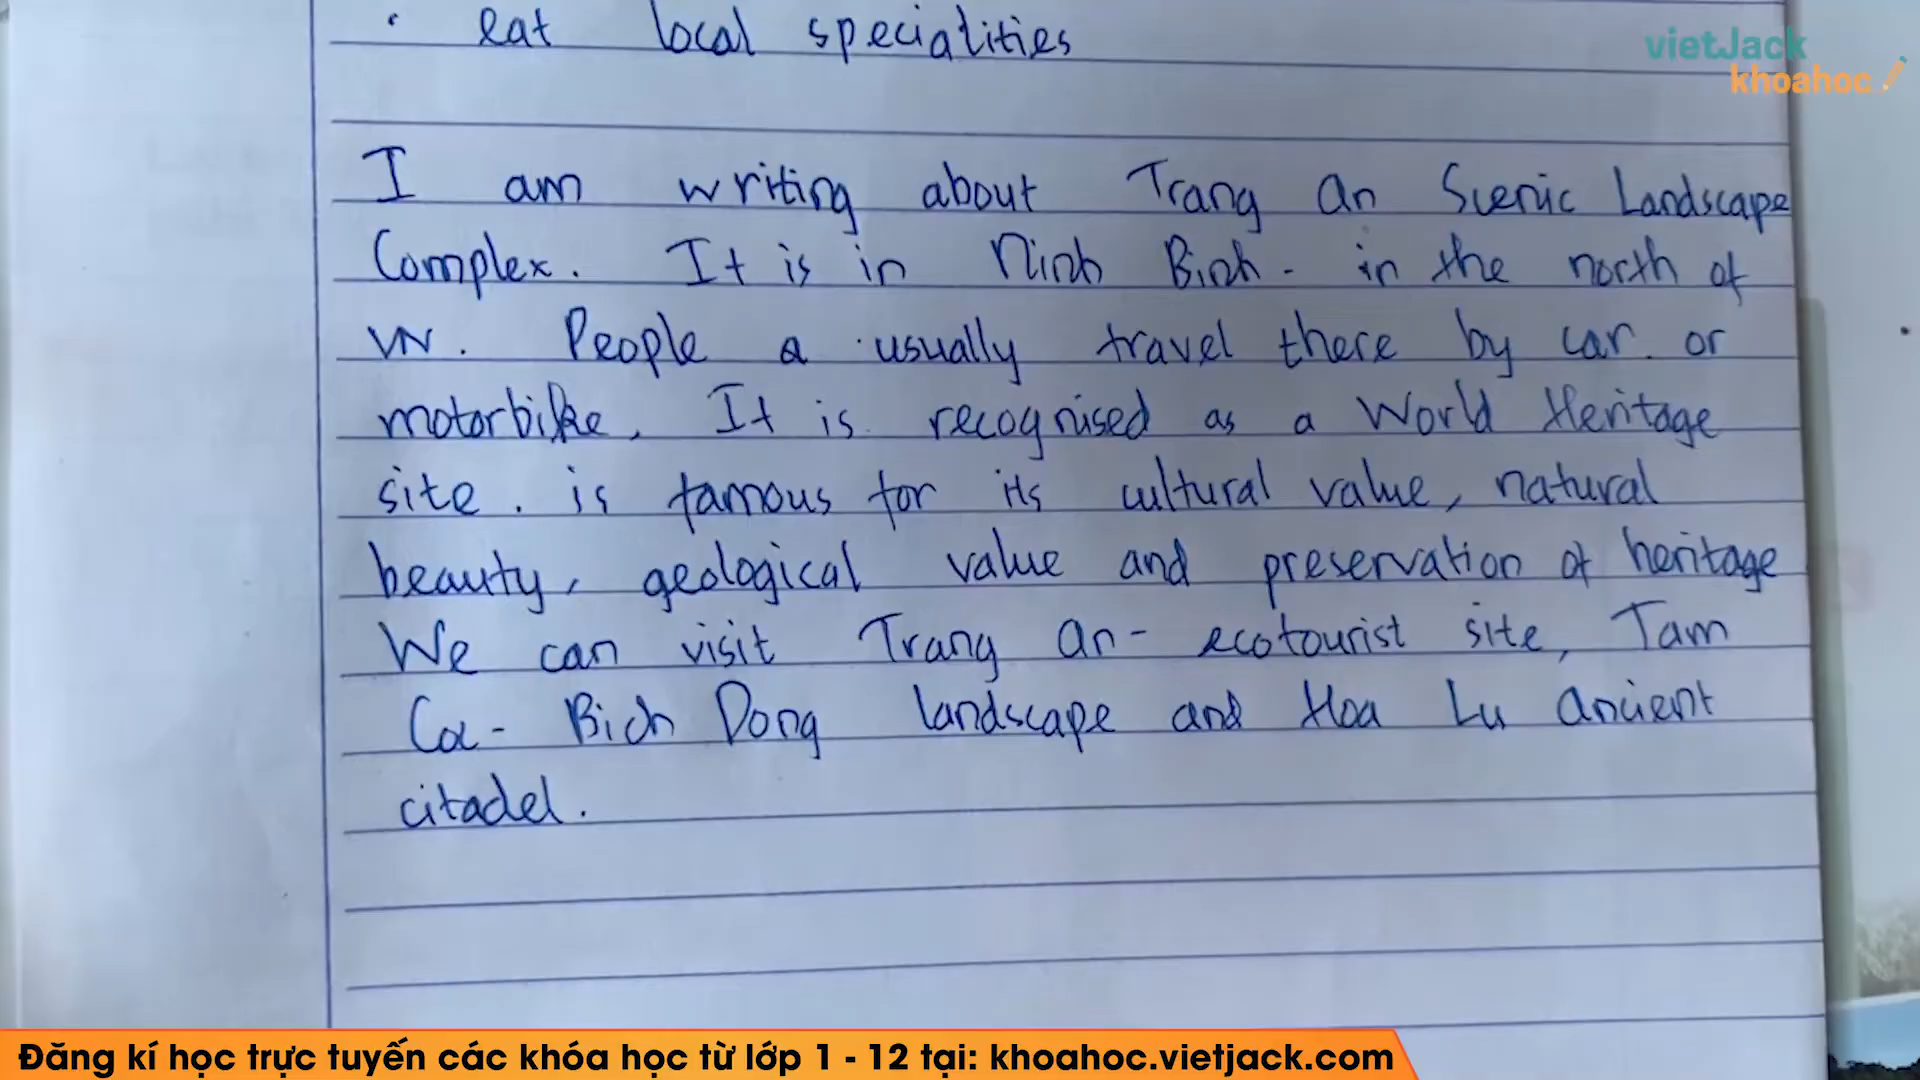 · eat local specialities
vietJack
khoahoc
I am writing about Trang An Scenic Landscape
Complex. It is in Ninh Binh - in the north of
VN. People a usually travel there by car or
motorbike. It is recognised as a World Heritage
site. is famous for its cultural value, natural
beauty, geological value and preservation of heritage
We can visit Trang An - ecotourist site, Tam
Coc - Bich Dong landscape and Hoa Lu Ancient
citadel.
Đăng kí học trực tuyến các khóa học từ lớp 1 - 12 tại: khoahoc.vietjack.com